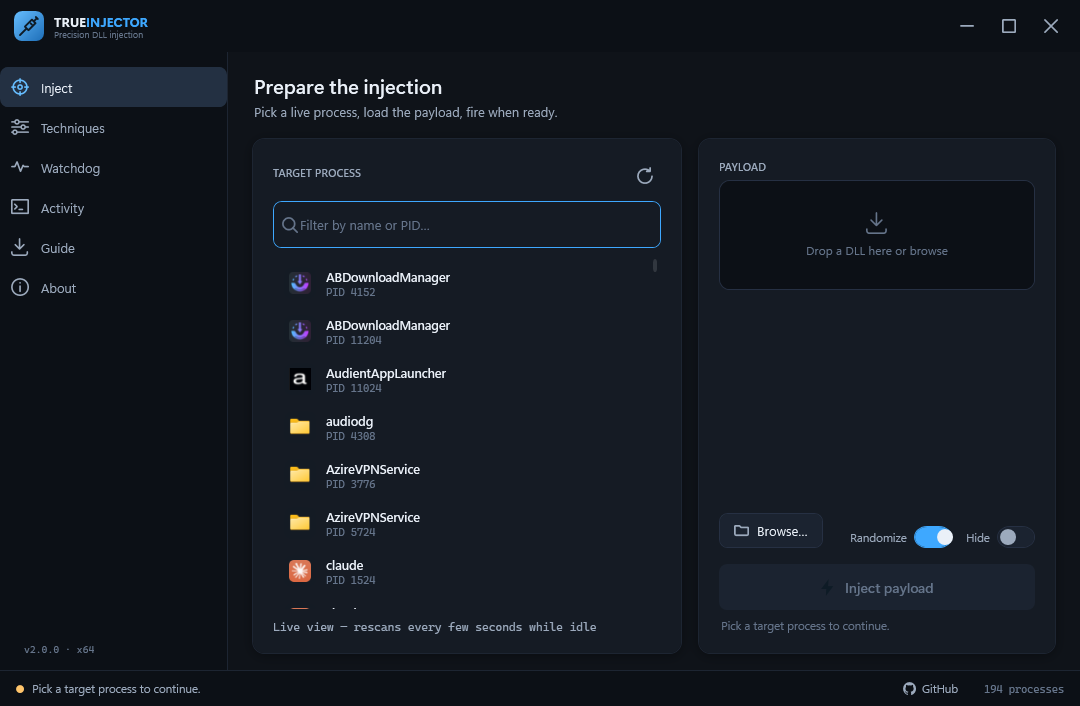 TRUEINJECTOR
Precision DLL injection
Inject
Techniques
Watchdog
Activity
Guide
About
v2.0.0 · x64
Prepare the injection
Pick a live process, load the payload, fire when ready.
TARGET PROCESS
Filter by name or PID...
ABDownloadManager
PID 4152
ABDownloadManager
PID 11204
AudientAppLauncher
PID 11024
audiodg
PID 4308
AzireVPNService
PID 3776
AzireVPNService
PID 5724
claude
PID 1524
Live view — rescans every few seconds while idle
PAYLOAD
Drop a DLL here or browse
Browse...
Randomize
Hide
Inject payload
Pick a target process to continue.
Pick a target process to continue.
GitHub
194 processes